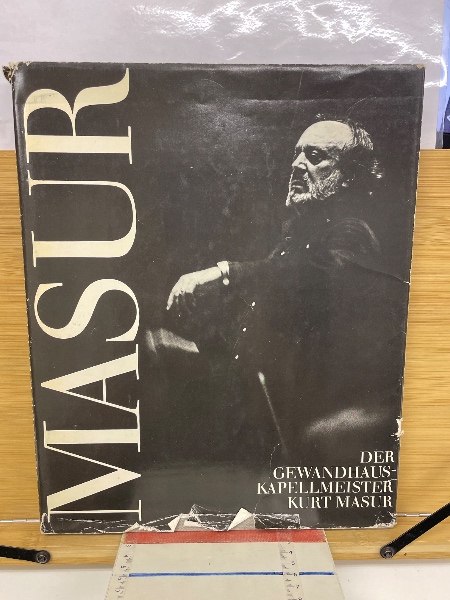 MASUR
DER
GEWANDHAUS-
KAPELLMEISTER
KURT MASUR